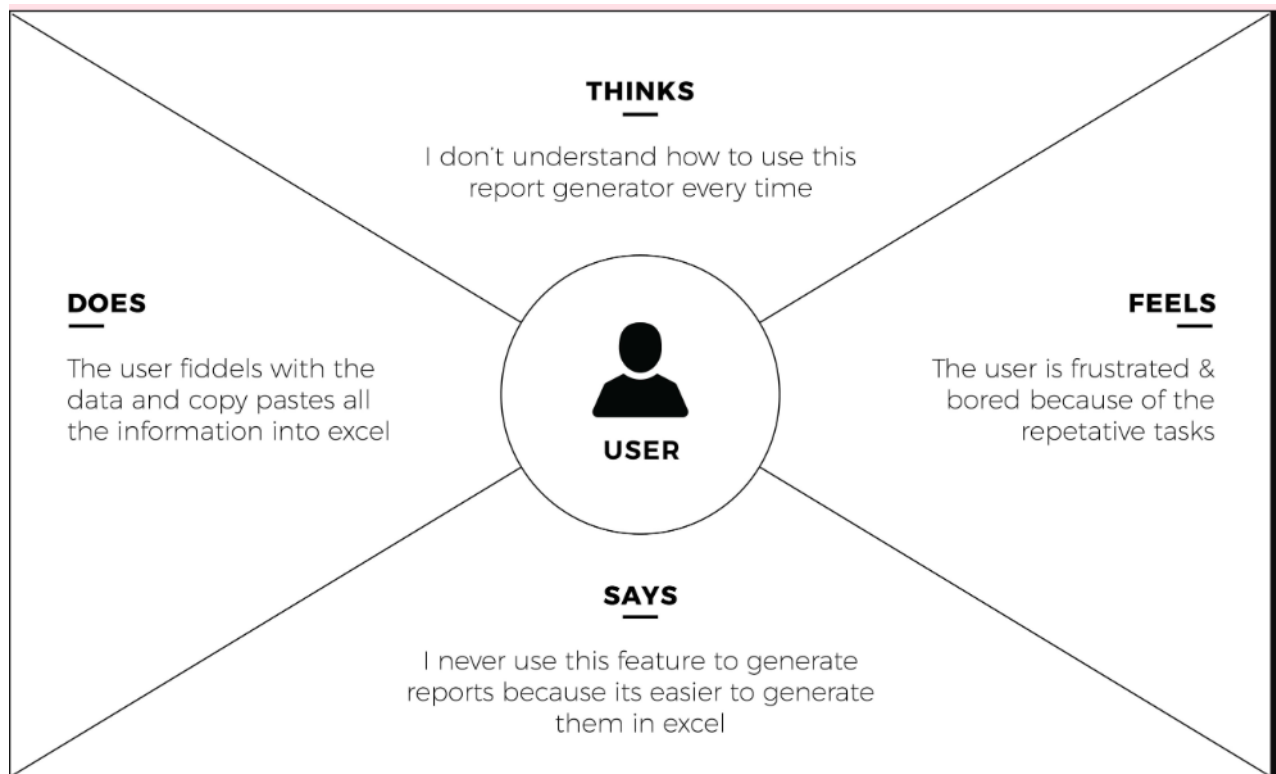 THINKS
I don't understand how to use this
report generator every time
DOES
The user fiddels with the
data and copy pastes all
the information into excel
USER
FEELS
The user is frustrated &
bored because of the
repetative tasks
SAYS
I never use this feature to generate
reports because its easier to generate
them in excel